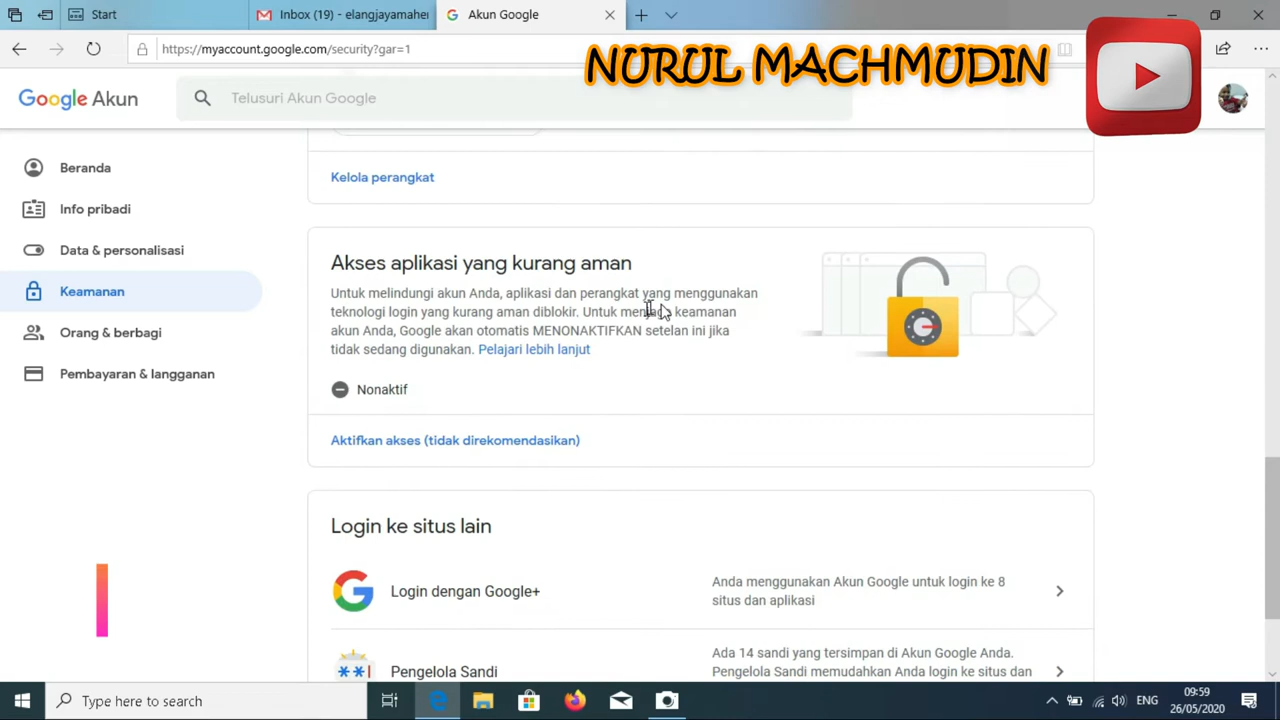 Start
Inbox (19) - elangjayamaher
Akun Google
https://myaccount.google.com/security?gar=1
NURUL MACHMUDIN
Google Akun
Telusuri Akun Google
Beranda
Info pribadi
Data & personalisasi
Keamanan
Orang & berbagi
Pembayaran & langganan
Kelola perangkat
Akses aplikasi yang kurang aman
Untuk melindungi akun Anda, aplikasi dan perangkat yang menggunakan
teknologi login yang kurang aman diblokir. Untuk menjaga keamanan
akun Anda, Google akan otomatis MENONAKTIFKAN setelan ini jika
tidak sedang digunakan. Pelajari lebih lanjut
Nonaktif
Aktifkan akses (tidak direkomendasikan)
Login ke situs lain
Login dengan Google+
Anda menggunakan Akun Google untuk login ke 8
situs dan aplikasi
Pengelola Sandi
Ada 14 sandi yang tersimpan di Akun Google Anda.
Pengelola Sandi memudahkan Anda login ke situs dan
Type here to search
ENG
09:59
26/05/2020